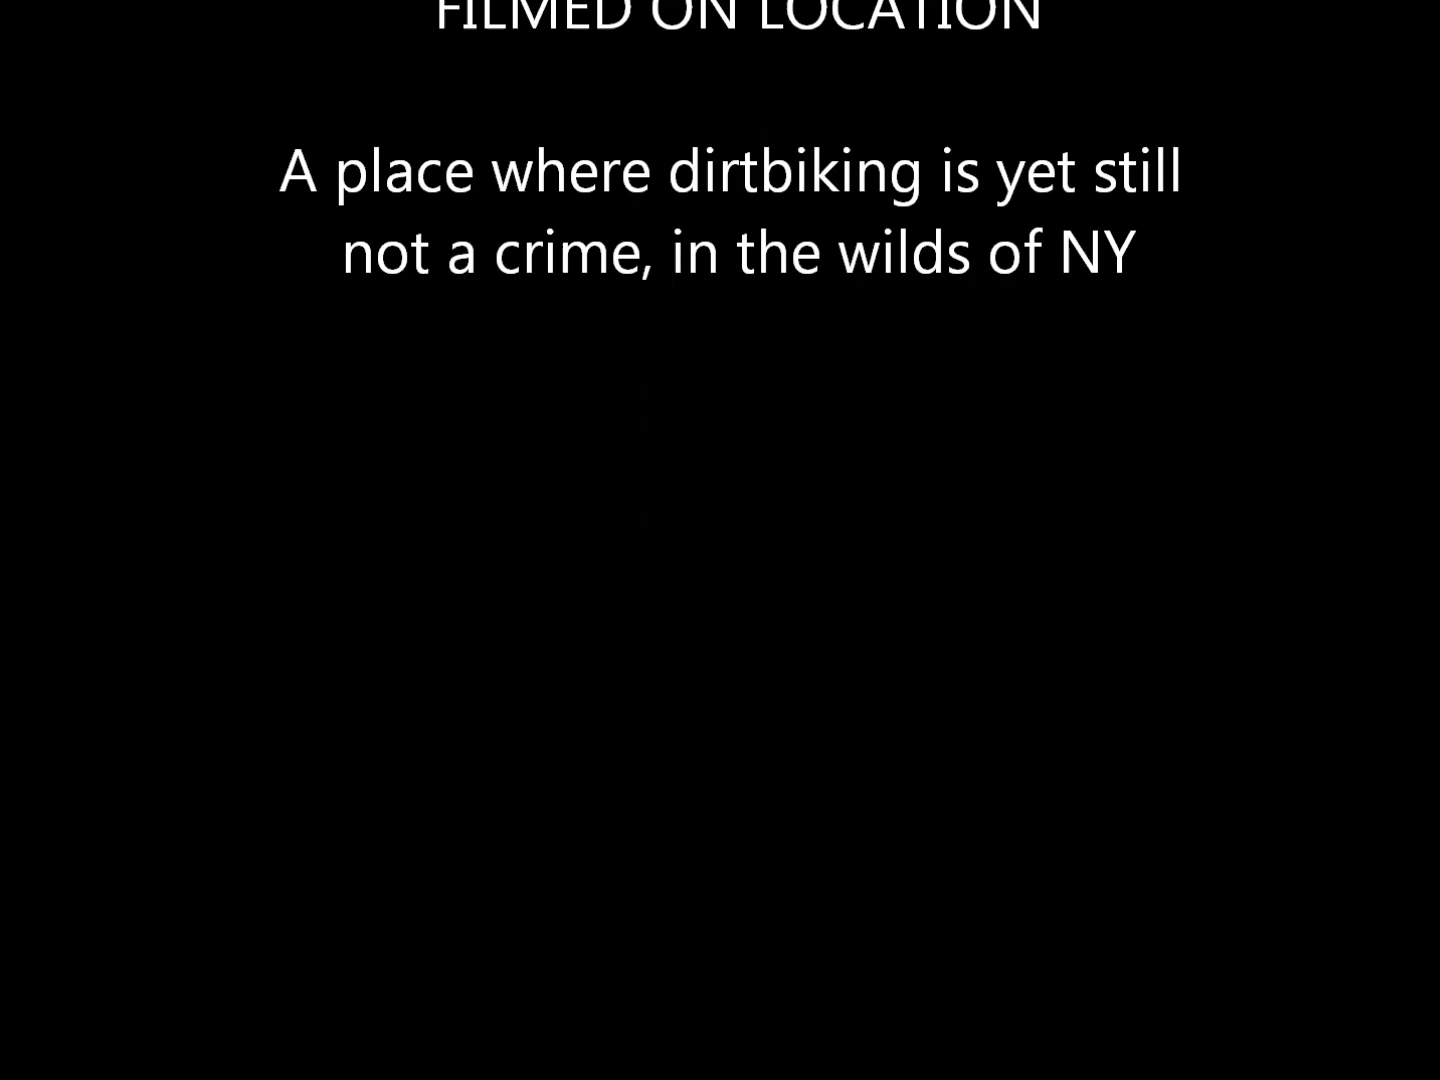 FILMED ON LOCATION
A place where dirtbiking is yet still
not a crime, in the wilds of NY